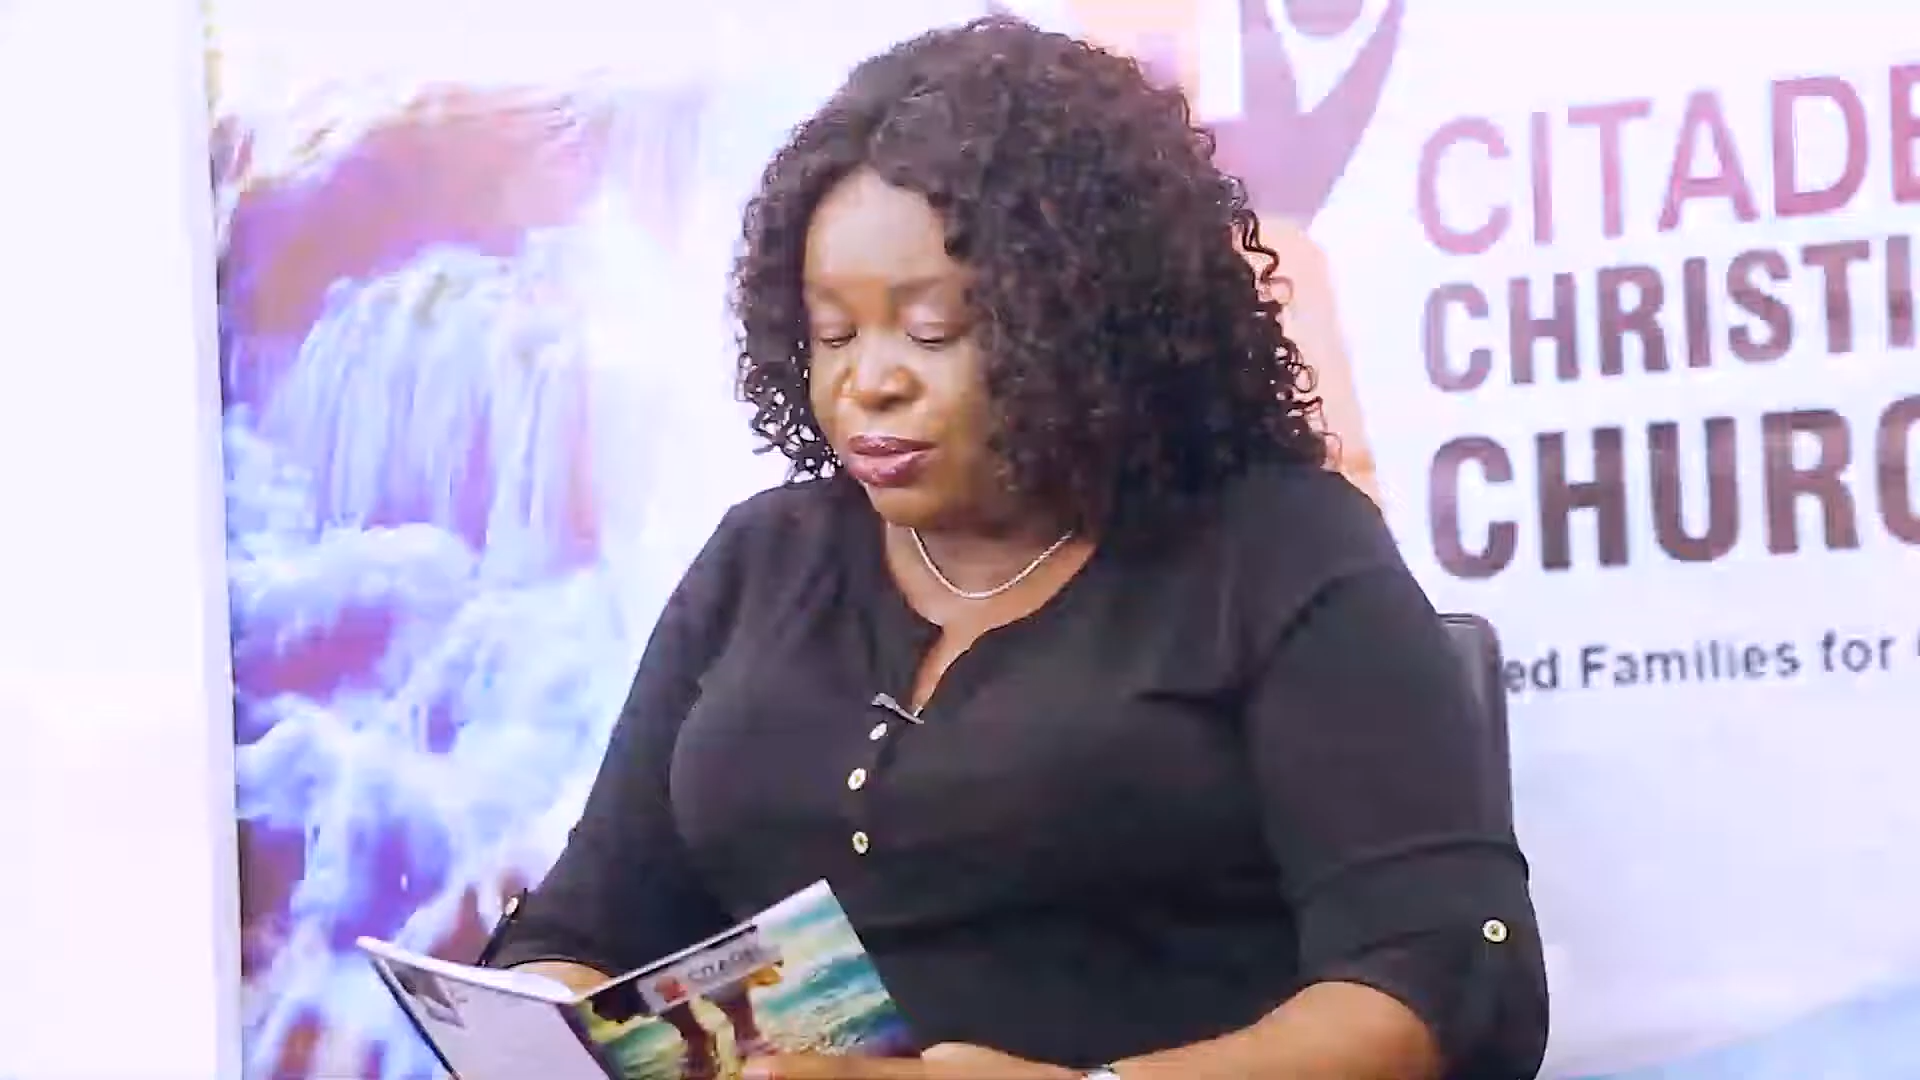 CITADE
CHRISTI
CHURC
ed Families for
CITADEL